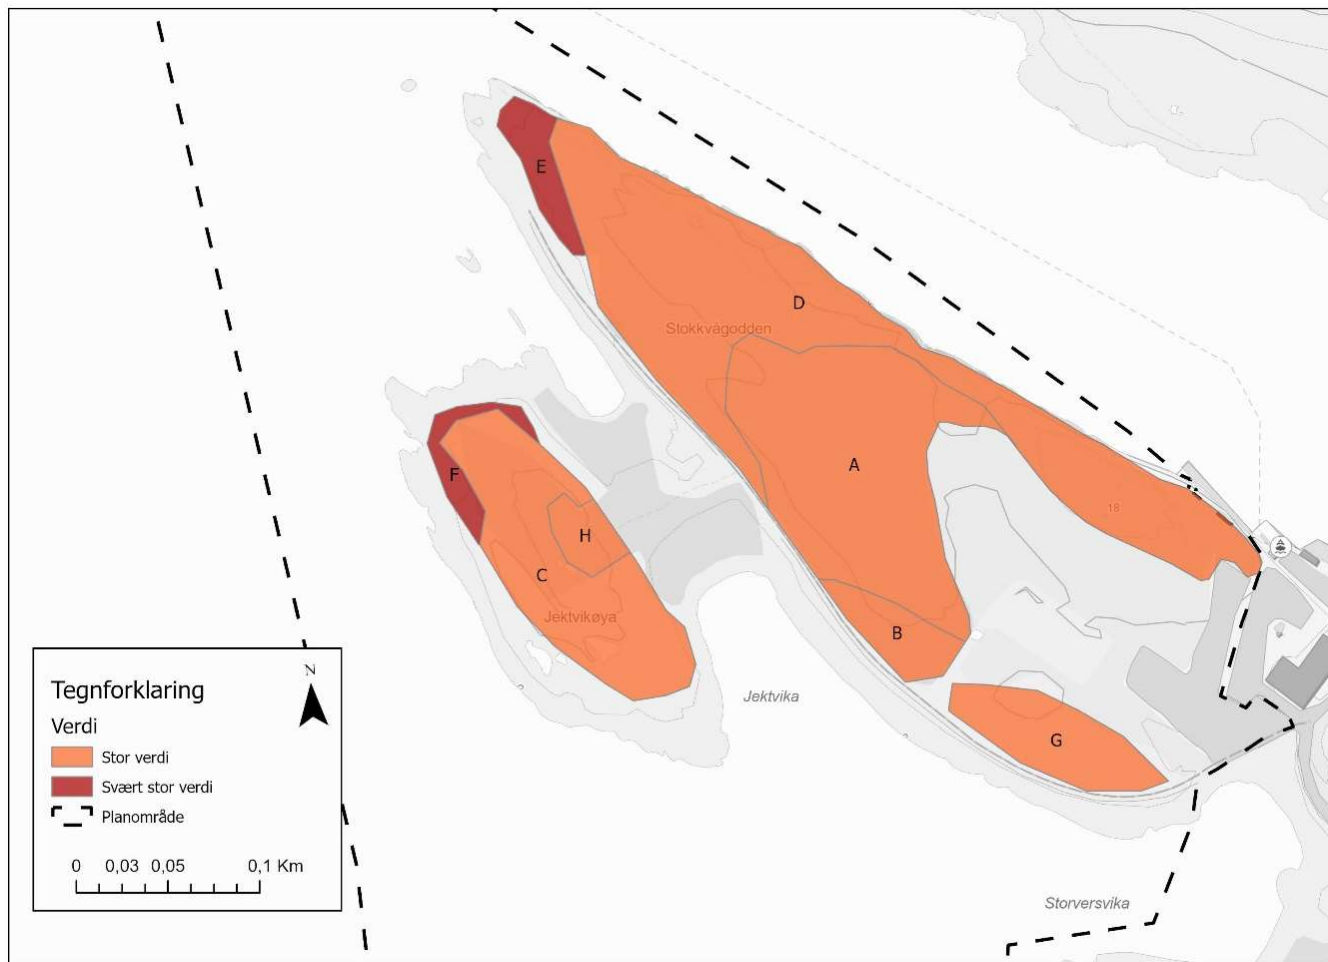 E
D
Stokkvågodden
A
F
18
H
C
Jektvikøya
B
Jektvika
G
N
Tegnforklaring
Verdi
Stor verdi
Svært stor verdi
Planområde
0 0,03 0,05 0,1 Km
Storversvika